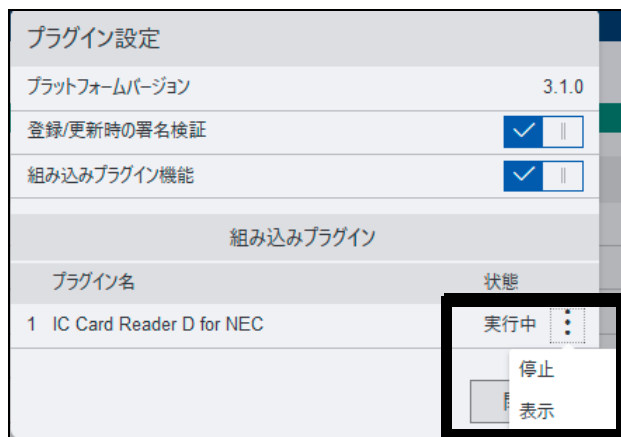 プラグイン設定
プラットフォームバージョン 3.1.0
登録/更新時の署名検証
組み込みプラグイン機能
組み込みプラグイン
プラグイン名 状態
1 IC Card Reader D for NEC 実行中
停止
表示